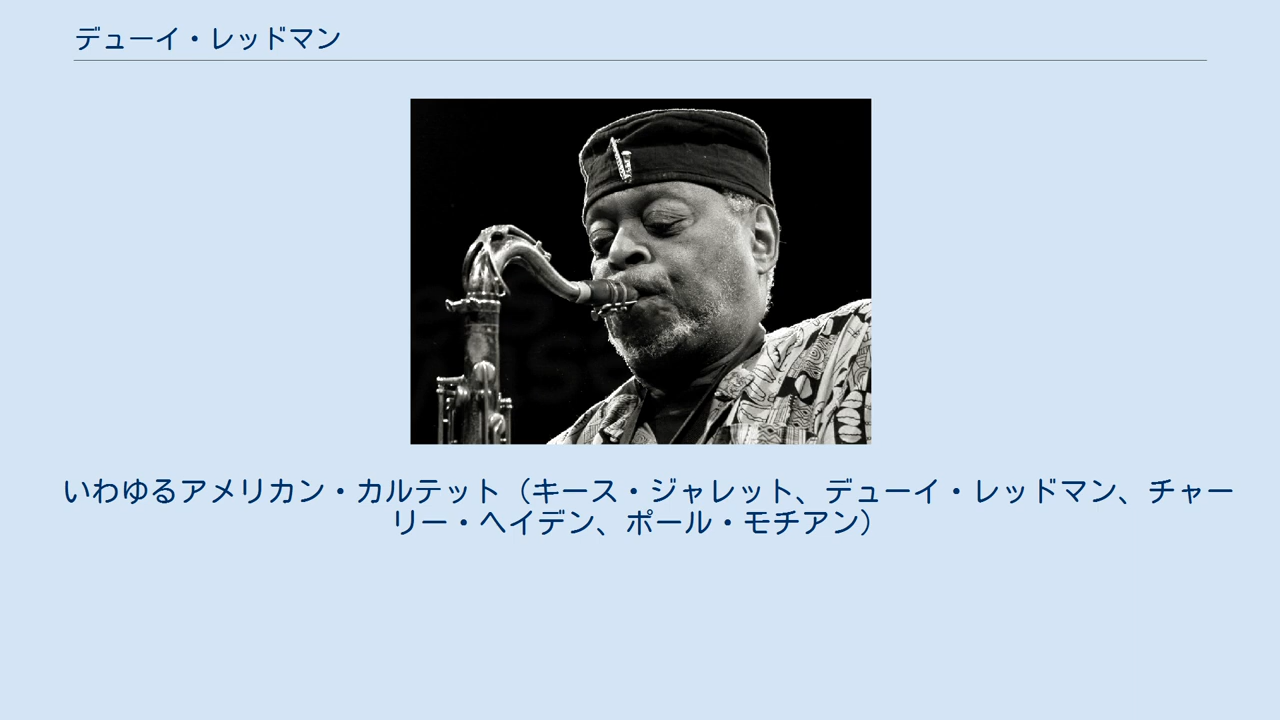 デューイ・レッドマン
いわゆるアメリカン・カルテット（キース・ジャレット、デューイ・レッドマン、チャー
リー・ヘイデン、ポール・モチアン）